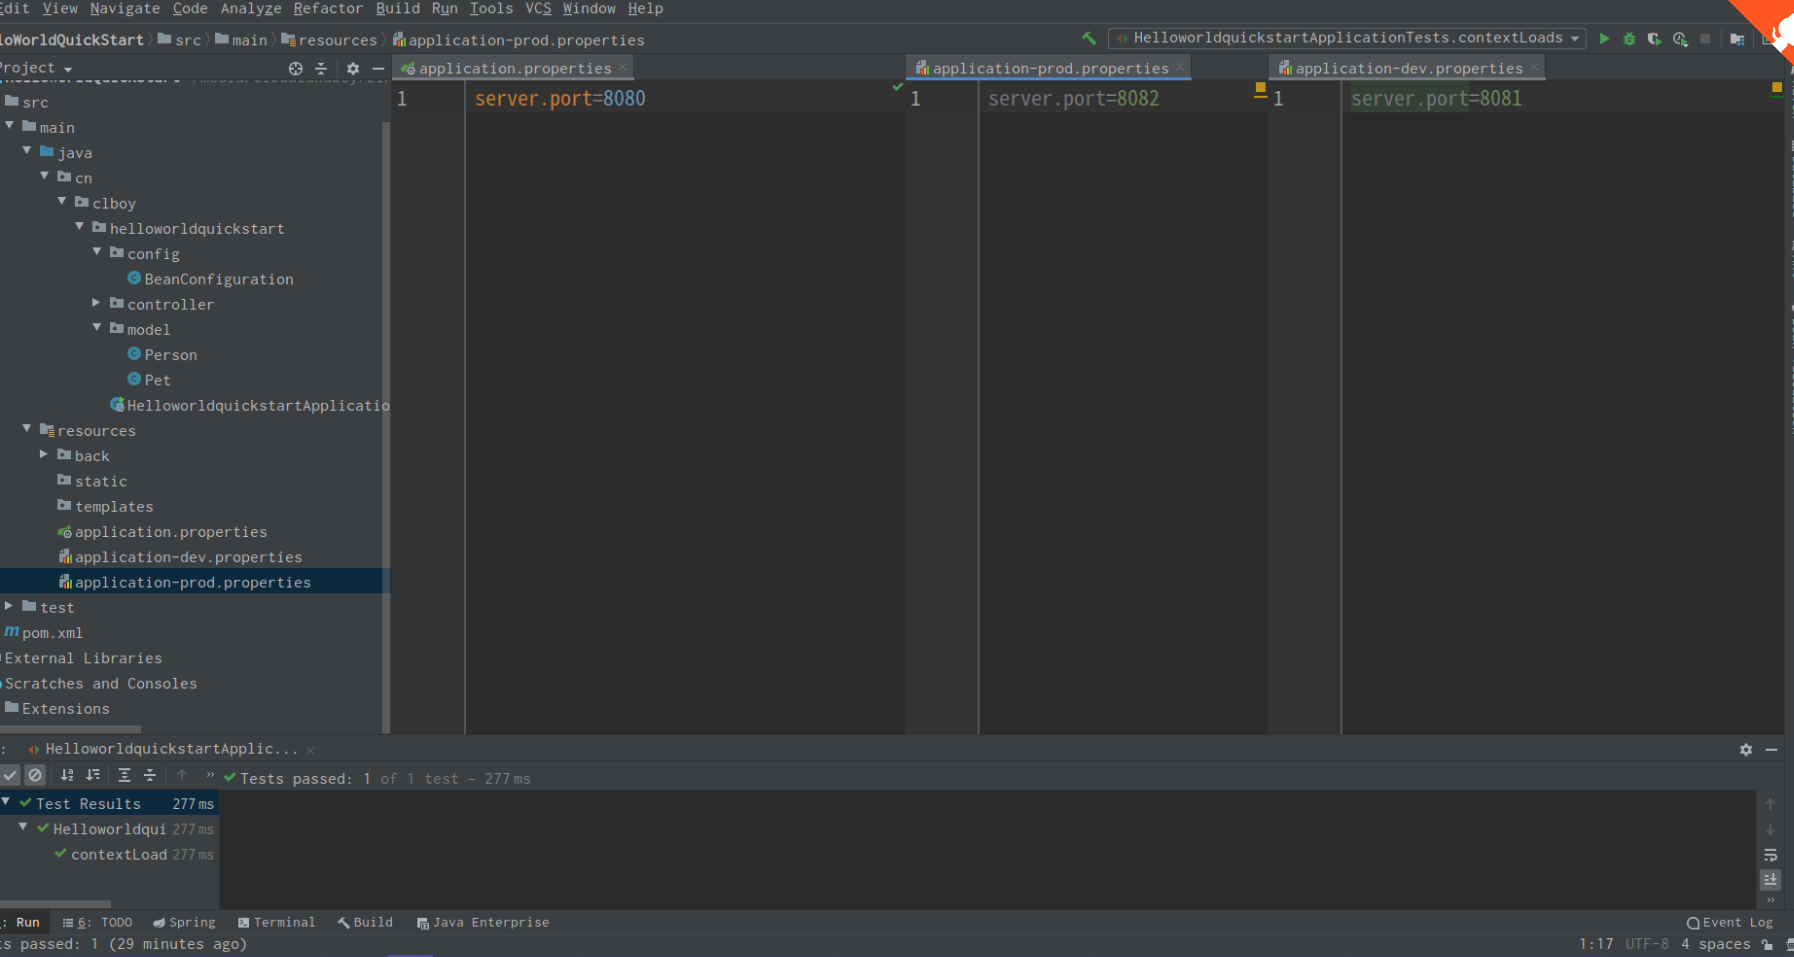 Edit View Navigate Code Analyze Refactor Build Run Tools VCS Window Help
loWorldQuickStart src main resources application-prod.properties
HelloworldquickstartApplicationTests.contextLoads
Project
application.properties
application-prod.properties
application-dev.properties
1 server.port=8080
1 server.port=8082
1 server.port=8081
src
main
java
cn
clboy
helloworldquickstart
config
BeanConfiguration
controller
model
Person
Pet
HelloworldquickstartApplicatio
resources
back
static
templates
application.properties
application-dev.properties
application-prod.properties
test
pom.xml
External Libraries
Scratches and Consoles
Extensions
: HelloworldquickstartApplic...
Tests passed: 1 of 1 test – 277 ms
Test Results 277 ms
Helloworldqui 277 ms
contextLoad 277 ms
: Run 6: TODO Spring Terminal Build Java Enterprise Event Log
ts passed: 1 (29 minutes ago) 1:17 UTF-8 4 spaces